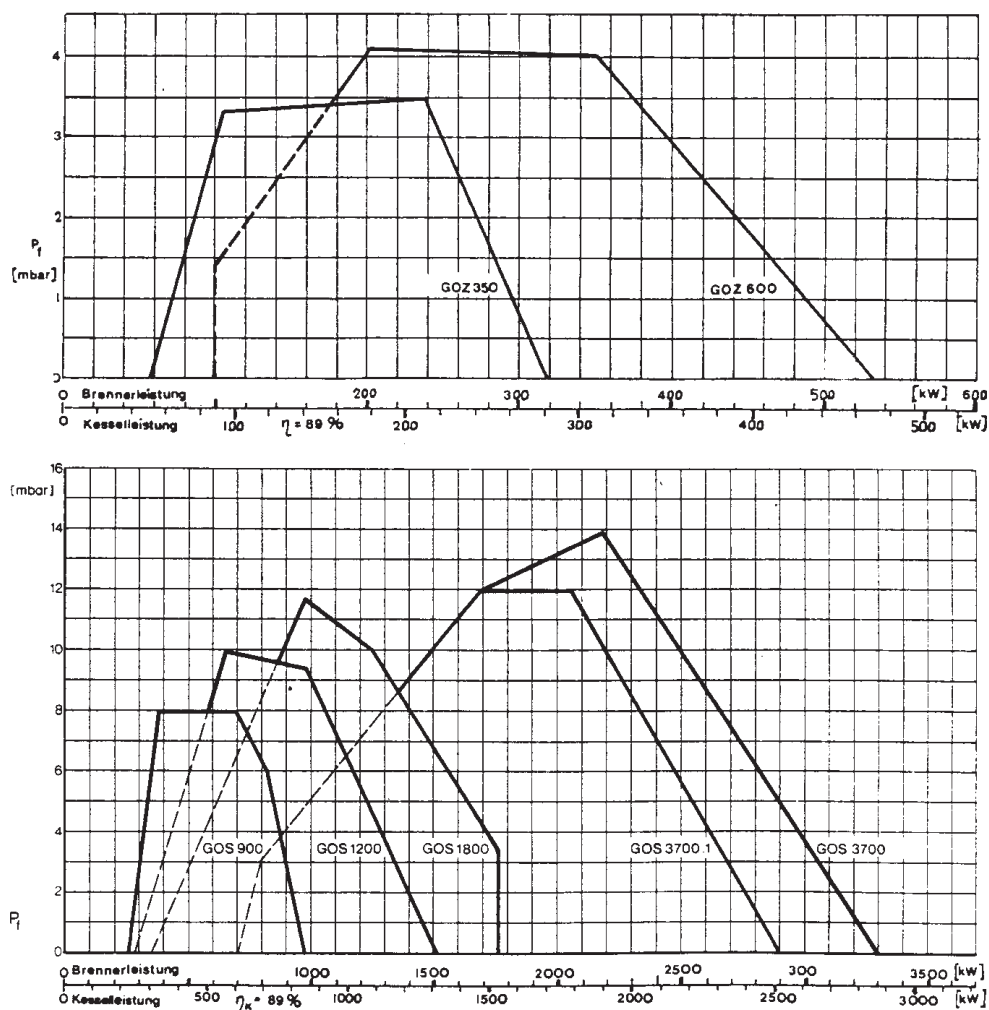 4
3
2
1
0
P_f
[mbar]
GOZ 350
GOZ 600
0 Brennerleistung 200 300 400 500 [kW] 600
0 Kesselleistung 100 η = 89 % 200 300 400 500 [kW]
16
[mbar]
14
12
10
8
6
4
2
0
P_f
GOS 900
GOS 1200
GOS 1800
GOS 3700.1
GOS 3700
0 Brennerleistung 1000 1500 2000 2500 300 3500 [kW]
0 Kesselleistung 500 η_K = 89 % 1000 1500 2000 2500 3000 [kW]